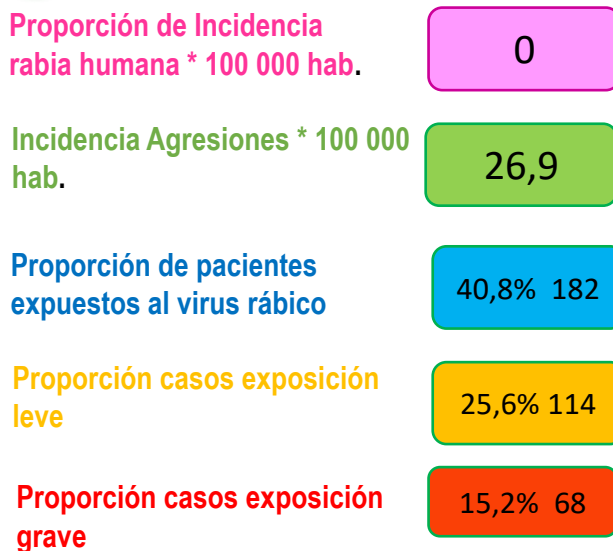 Proporción de Incidencia
rabia humana * 100 000 hab.
0
Incidencia Agresiones * 100 000
hab.
26,9
Proporción de pacientes
expuestos al virus rábico
40,8% 182
Proporción casos exposición
leve
25,6% 114
Proporción casos exposición
grave
15,2% 68